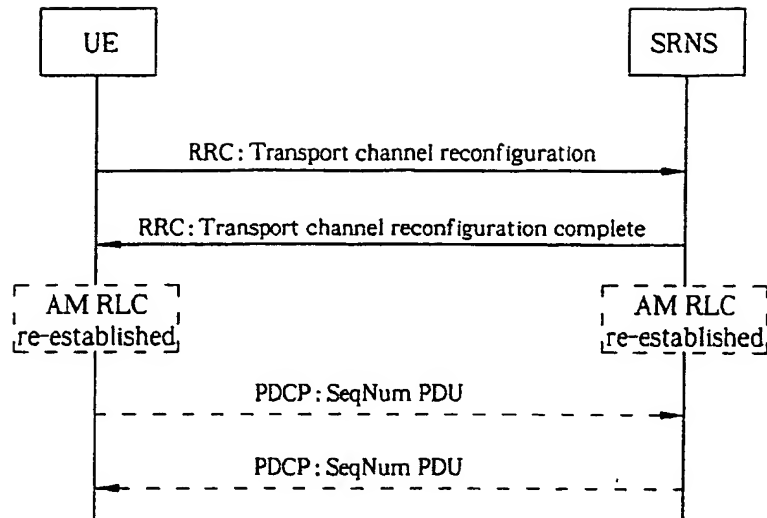 UE
SRNS
RRC: Transport channel reconfiguration
RRC: Transport channel reconfiguration complete
AM RLC
re-established
AM RLC
re-established
PDCP: SeqNum PDU
PDCP: SeqNum PDU